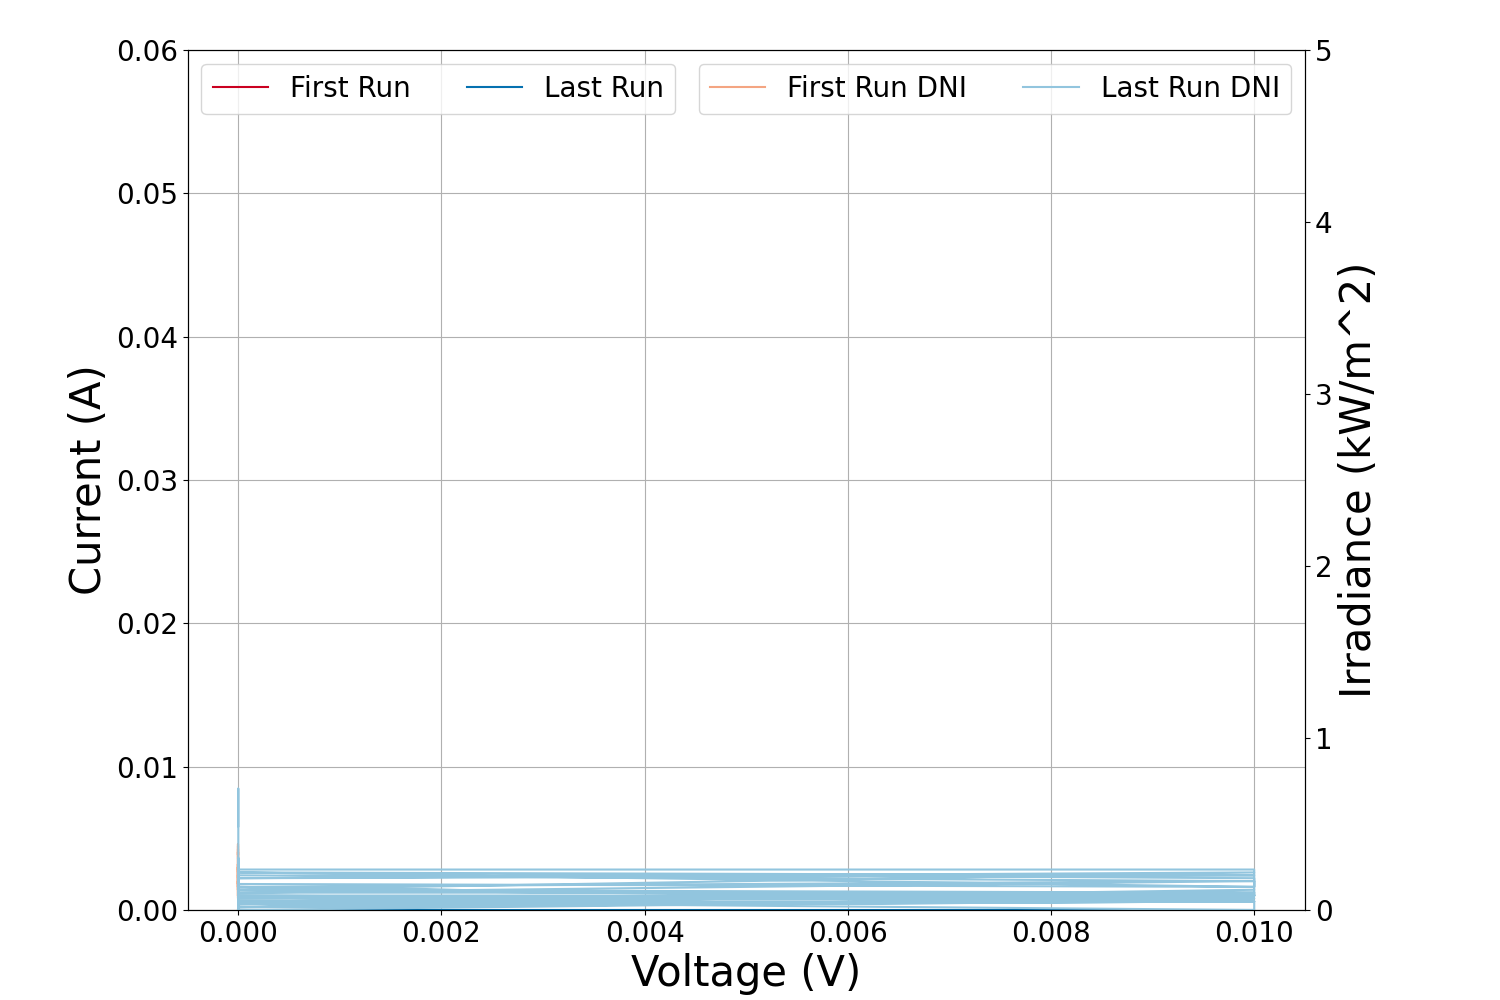 First Run
Last Run
First Run DNI
Last Run DNI
0.06
0.05
0.04
0.03
0.02
0.01
0.00
Current (A)
5
4
3
2
1
0
Irradiance (kW/m^2)
0.000 0.002 0.004 0.006 0.008 0.010
Voltage (V)